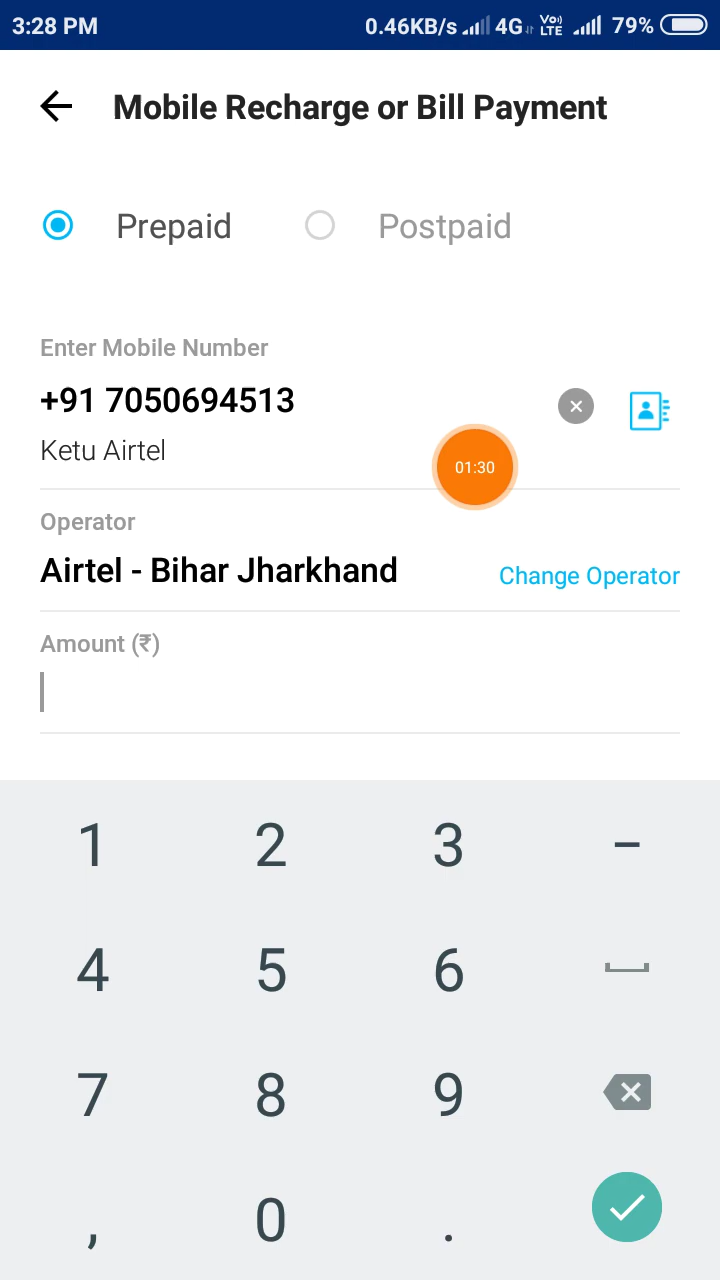 3:28 PM 0.46KB/s 4G Vo) LTE 79%
Mobile Recharge or Bill Payment
Prepaid Postpaid
Enter Mobile Number
+91 7050694513
Ketu Airtel
01:30
Operator
Airtel - Bihar Jharkhand Change Operator
Amount (₹)
1 2 3 -
4 5 6
7 8 9
, 0 .